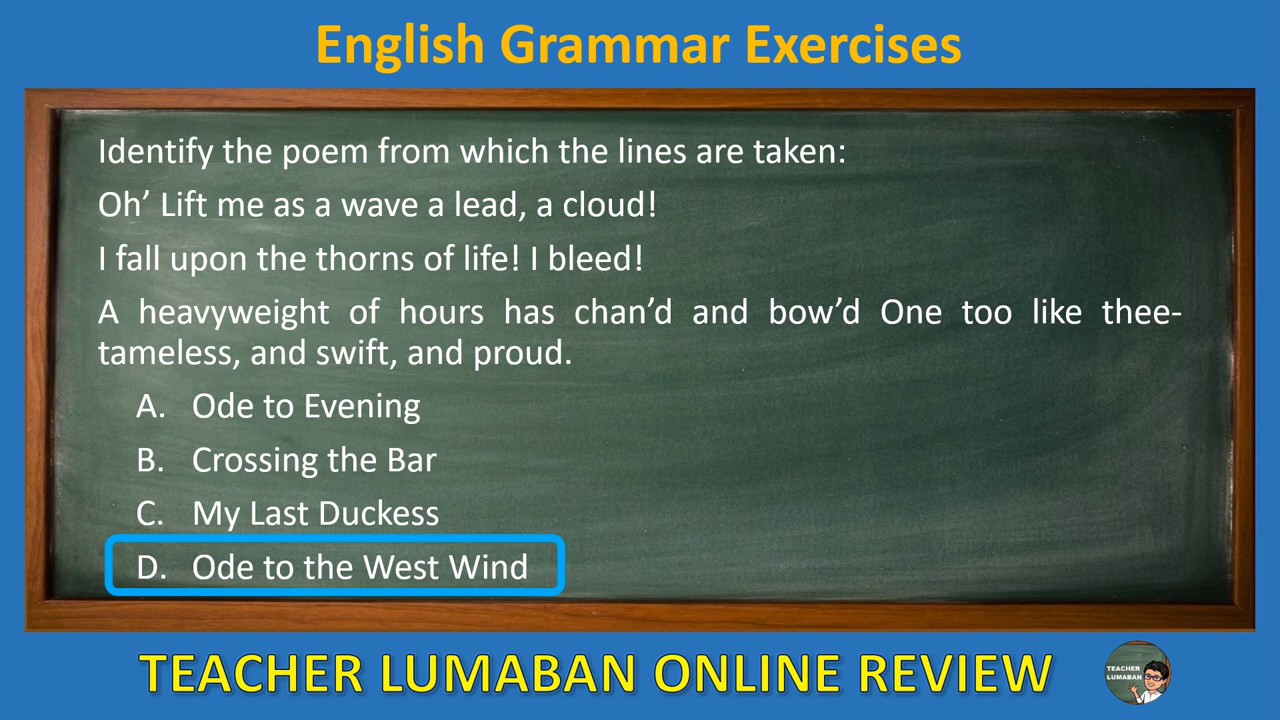 English Grammar Exercises
Identify the poem from which the lines are taken:
Oh’ Lift me as a wave a lead, a cloud!
I fall upon the thorns of life! I bleed!
A heavyweight of hours has chan’d and bow’d One too like thee-
tameless, and swift, and proud.
A. Ode to Evening
B. Crossing the Bar
C. My Last Duckess
D. Ode to the West Wind
TEACHER LUMABAN ONLINE REVIEW
TEACHER
LUMABAN